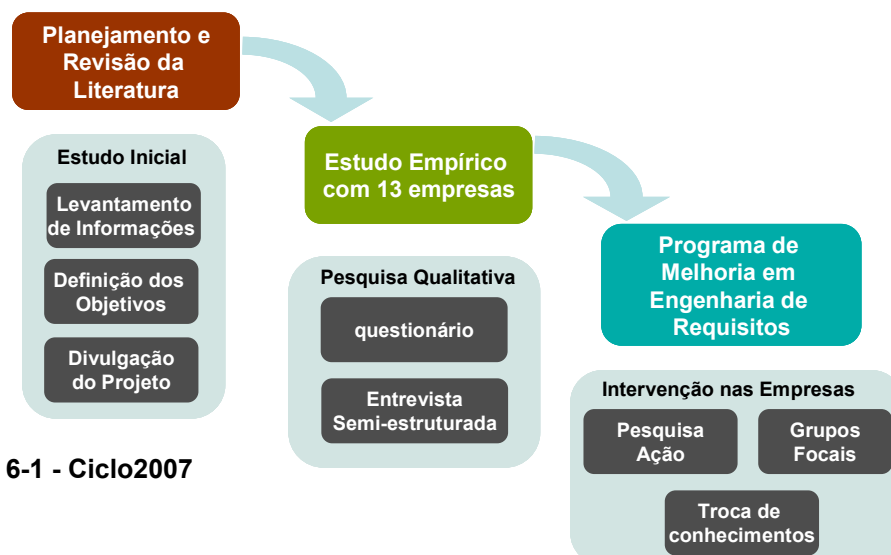 Planejamento e
Revisão da
Literatura
Estudo Inicial
Levantamento
de Informações
Definição dos
Objetivos
Divulgação
do Projeto
Estudo Empírico
com 13 empresas
Pesquisa Qualitativa
questionário
Entrevista
Semi-estruturada
Programa de
Melhoria em
Engenharia de
Requisitos
Intervenção nas Empresas
Pesquisa
Ação
Grupos
Focais
Troca de
conhecimentos
6-1 - Ciclo2007